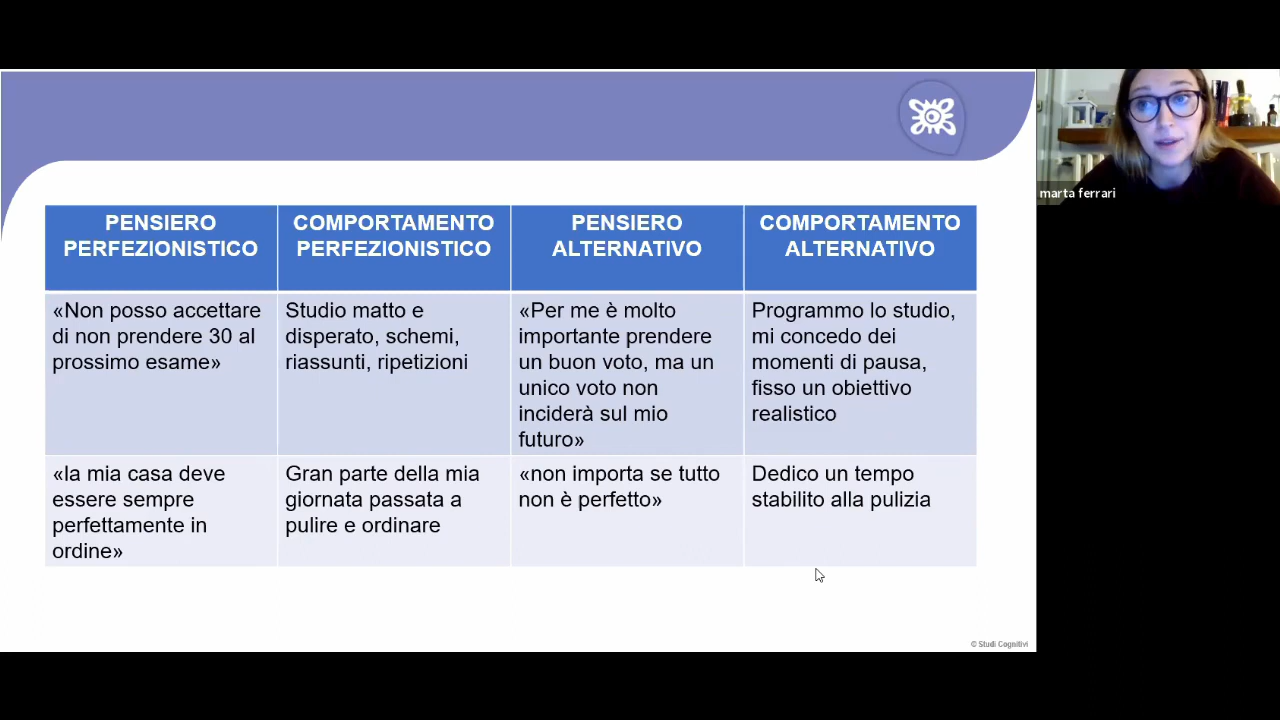 PENSIERO
PERFEZIONISTICO
COMPORTAMENTO
PERFEZIONISTICO
PENSIERO
ALTERNATIVO
COMPORTAMENTO
ALTERNATIVO
«Non posso accettare
di non prendere 30 al
prossimo esame»
Studio matto e
disperato, schemi,
riassunti, ripetizioni
«Per me è molto
importante prendere
un buon voto, ma un
unico voto non
inciderà sul mio
futuro»
Programmo lo studio,
mi concedo dei
momenti di pausa,
fisso un obiettivo
realistico
«la mia casa deve
essere sempre
perfettamente in
ordine»
Gran parte della mia
giornata passata a
pulire e ordinare
«non importa se tutto
non è perfetto»
Dedico un tempo
stabilito alla pulizia
© Studi Cognitivi
marta ferrari